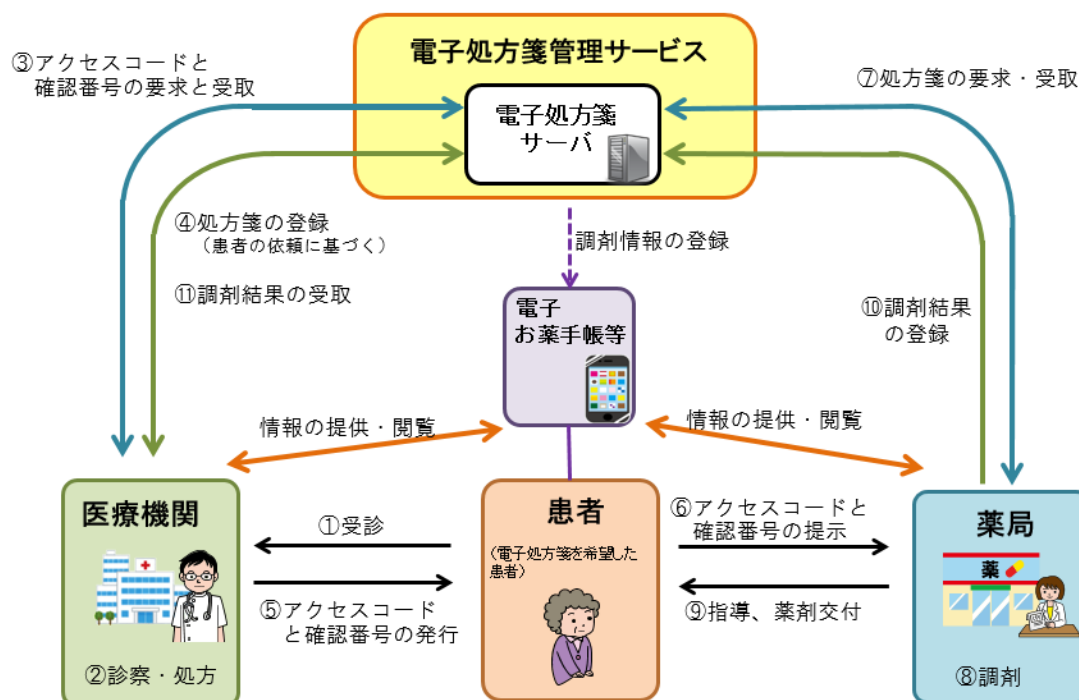 電子処方箋管理サービス
③アクセスコードと
確認番号の要求と受取
⑦処方箋の要求・受取
電子処方箋
サーバ
④処方箋の登録
（患者の依頼に基づく）
調剤情報の登録
⑪調剤結果の受取
電子
お薬手帳等
⑩調剤結果
の登録
情報の提供・閲覧
情報の提供・閲覧
医療機関
①受診
⑤アクセスコード
と確認番号の発行
②診察・処方
患者
（電子処方箋を希望した
患者）
⑥アクセスコードと
確認番号の提示
⑨指導、薬剤交付
薬局
薬
⑧調剤